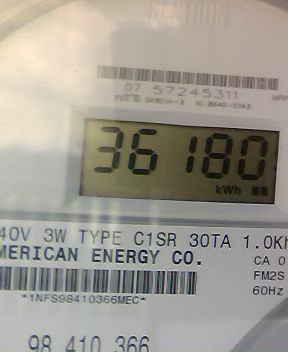 07 57245311
36180
kWh
40V 3W TYPE C1SR 30TA 1.0Kh
MERICAN ENERGY CO.
CA 0
FM2S
60Hz
*1NFS98410366MEC*
98 410 366